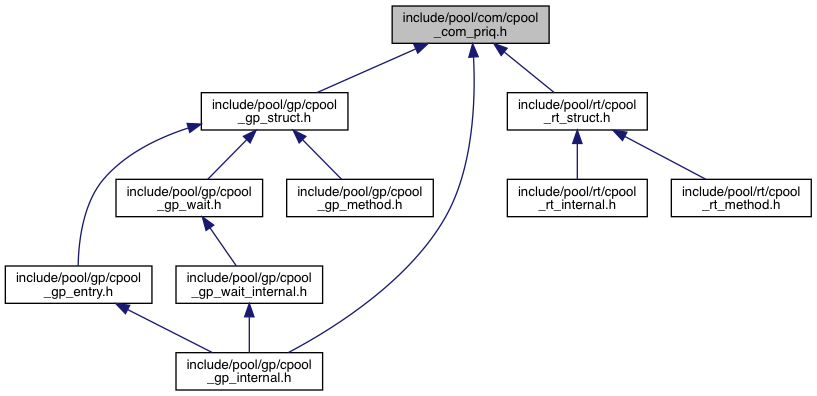 include/pool/com/cpool
_com_priq.h
include/pool/gp/cpool
_gp_struct.h
include/pool/rt/cpool
_rt_struct.h
include/pool/gp/cpool
_gp_wait.h
include/pool/gp/cpool
_gp_method.h
include/pool/rt/cpool
_rt_internal.h
include/pool/rt/cpool
_rt_method.h
include/pool/gp/cpool
_gp_entry.h
include/pool/gp/cpool
_gp_wait_internal.h
include/pool/gp/cpool
_gp_internal.h